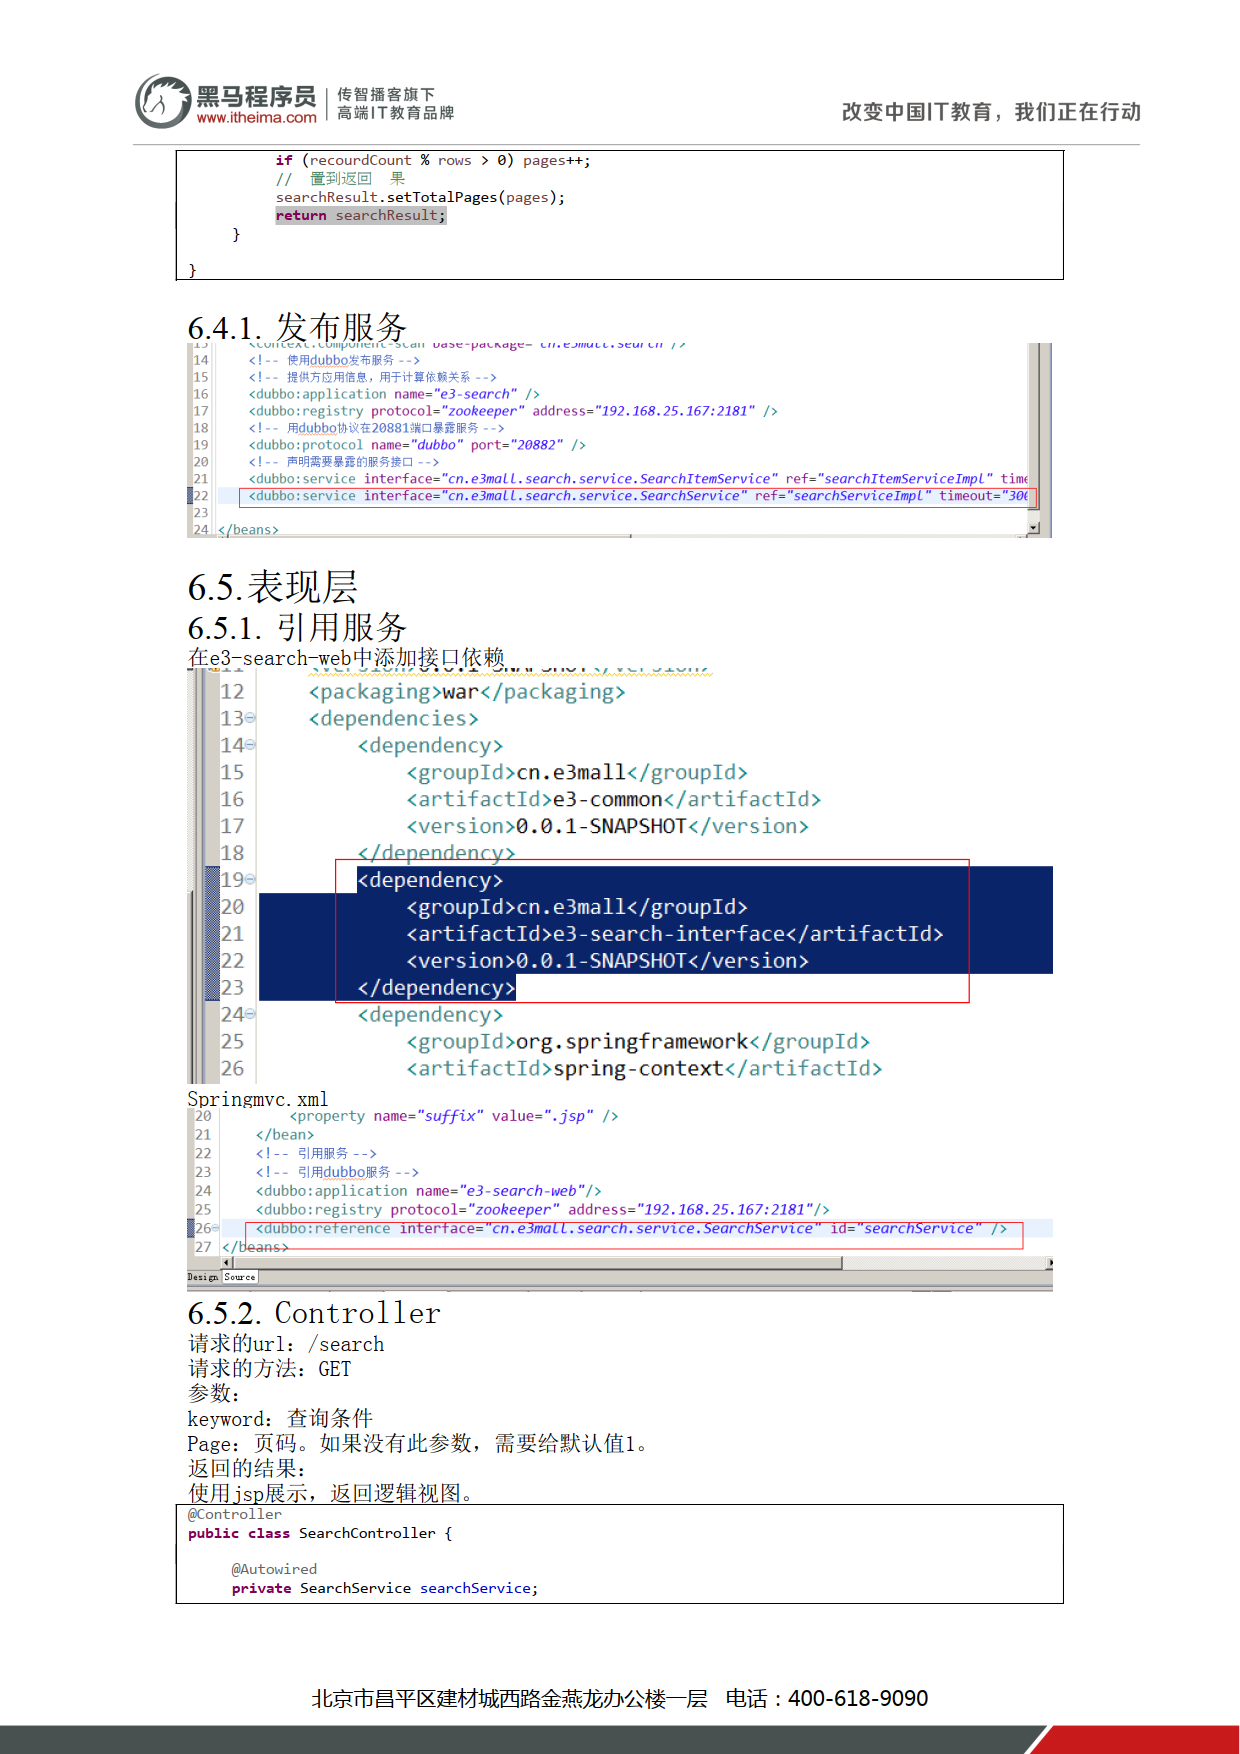 黑马程序员
www.itheima.com
传智播客旗下
高端IT教育品牌
改变中国IT教育，我们正在行动
if (recourdCount % rows > 0) pages++;
// 置到返回 果
searchResult.setTotalPages(pages);
return searchResult;
}
}
6.4.1. 发布服务
13 <context:component-scan base-package="cn.e3mall.search"/>
14 <!-- 使用dubbo发布服务 -->
15 <!-- 提供方应用信息，用于计算依赖关系 -->
16 <dubbo:application name="e3-search" />
17 <dubbo:registry protocol="zookeeper" address="192.168.25.167:2181" />
18 <!-- 用dubbo协议在20881端口暴露服务 -->
19 <dubbo:protocol name="dubbo" port="20882" />
20 <!-- 声明需要暴露的服务接口 -->
21 <dubbo:service interface="cn.e3mall.search.service.SearchItemService" ref="searchItemServiceImpl" time
22 <dubbo:service interface="cn.e3mall.search.service.SearchService" ref="searchServiceImpl" timeout="300
23
24 </beans>
6.5.表现层
6.5.1. 引用服务
在e3-search-web中添加接口依赖
11 <version>0.0.1-SNAPSHOT</version>
12 <packaging>war</packaging>
13 <dependencies>
14 <dependency>
15 <groupId>cn.e3mall</groupId>
16 <artifactId>e3-common</artifactId>
17 <version>0.0.1-SNAPSHOT</version>
18 </dependency>
19 <dependency>
20 <groupId>cn.e3mall</groupId>
21 <artifactId>e3-search-interface</artifactId>
22 <version>0.0.1-SNAPSHOT</version>
23 </dependency>
24 <dependency>
25 <groupId>org.springframework</groupId>
26 <artifactId>spring-context</artifactId>
Springmvc.xml
20 <property name="suffix" value=".jsp" />
21 </bean>
22 <!-- 引用服务 -->
23 <!-- 引用dubbo服务 -->
24 <dubbo:application name="e3-search-web"/>
25 <dubbo:registry protocol="zookeeper" address="192.168.25.167:2181"/>
26 <dubbo:reference interface="cn.e3mall.search.service.SearchService" id="searchService" />
27 </beans>
Design Source
6.5.2. Controller
请求的url：/search
请求的方法：GET
参数：
keyword：查询条件
Page：页码。如果没有此参数，需要给默认值1。
返回的结果：
使用jsp展示，返回逻辑视图。
@Controller
public class SearchController {
@Autowired
private SearchService searchService;
北京市昌平区建材城西路金燕龙办公楼一层 电话：400-618-9090